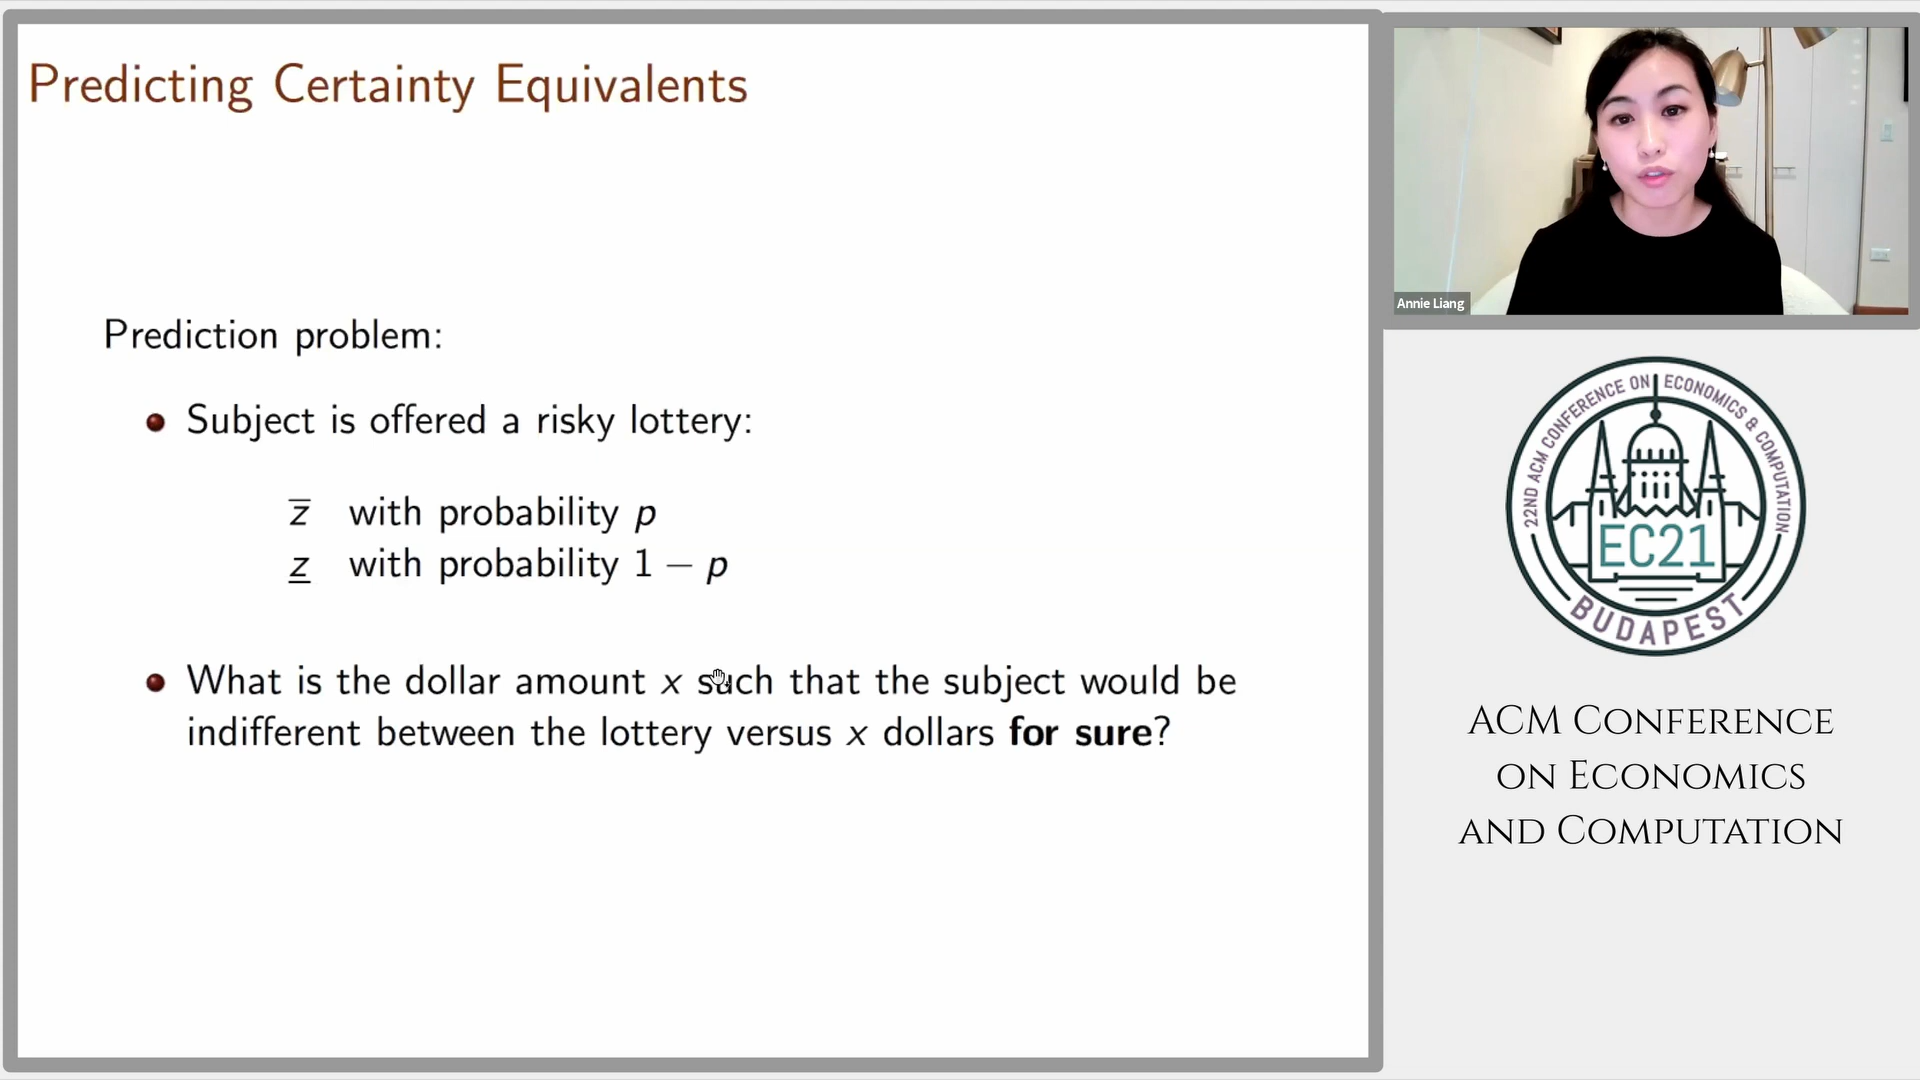 Predicting Certainty Equivalents
Prediction problem:
Subject is offered a risky lottery:
z̅ with probability p
z̲ with probability 1 − p
What is the dollar amount x such that the subject would be
indifferent between the lottery versus x dollars for sure?
Annie Liang
22ND ACM CONFERENCE ON ECONOMICS & COMPUTATION
EC21
BUDAPEST
ACM Conference
on Economics
and Computation